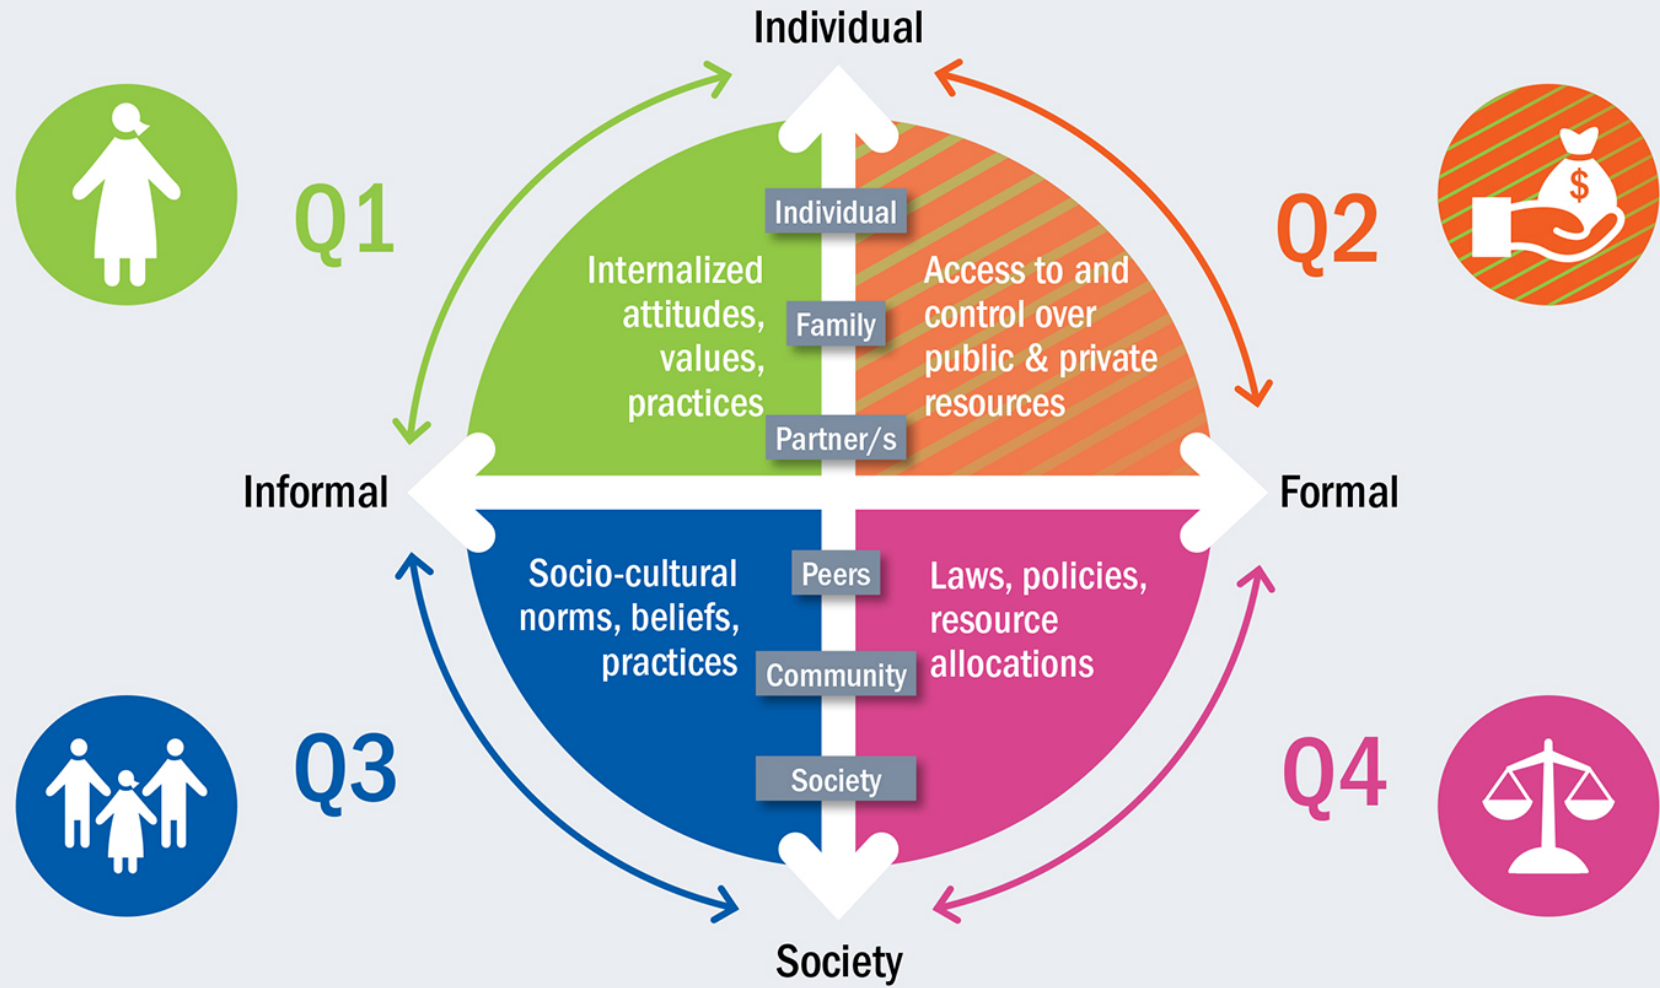 Individual
Q1
Q2
$
Individual
Internalized
attitudes,
values,
practices
Family
Access to and
control over
public & private
resources
Partner/s
Informal
Formal
Socio-cultural
norms, beliefs,
practices
Peers
Laws, policies,
resource
allocations
Community
Q3
Society
Q4
Society